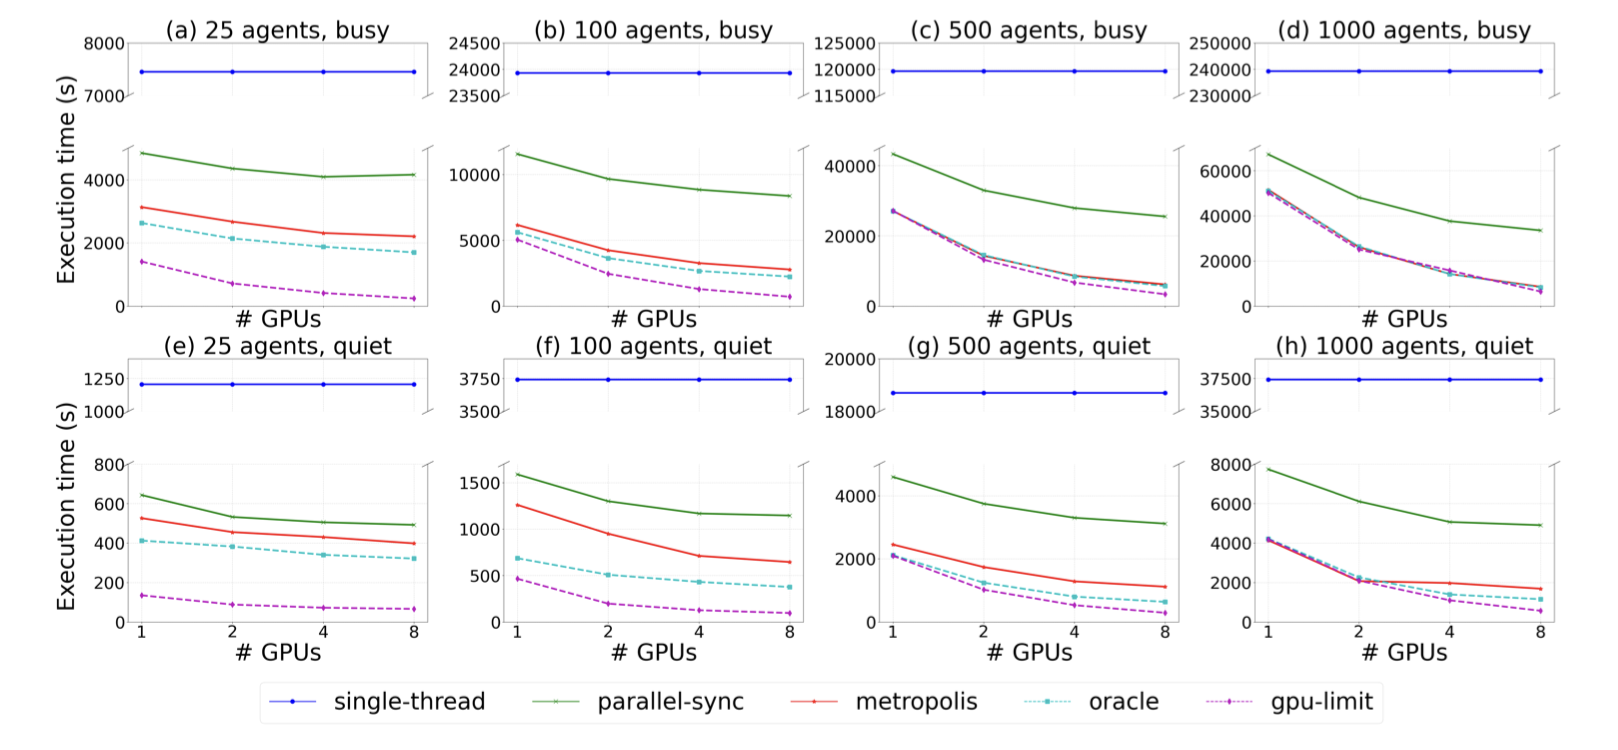 (a) 25 agents, busy
(b) 100 agents, busy
(c) 500 agents, busy
(d) 1000 agents, busy
Execution time (s)
8000
7000
4000
2000
0
# GPUs
24500
24000
23500
10000
5000
0
# GPUs
125000
120000
115000
40000
20000
0
# GPUs
250000
240000
230000
60000
40000
20000
0
# GPUs
(e) 25 agents, quiet
(f) 100 agents, quiet
(g) 500 agents, quiet
(h) 1000 agents, quiet
Execution time (s)
1250
1000
800
600
400
200
0
1 2 4 8
# GPUs
3750
3500
1500
1000
500
0
1 2 4 8
# GPUs
20000
18000
4000
2000
0
1 2 4 8
# GPUs
37500
35000
8000
6000
4000
2000
0
1 2 4 8
# GPUs
single-thread parallel-sync metropolis oracle gpu-limit